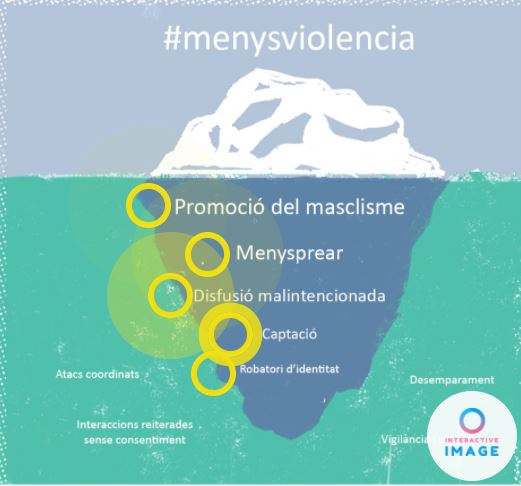 #menysviolencia
Promoció del masclisme
Menysprear
Disfusió malintencionada
Captació
Robatori d'identitat
Atacs coordinats
Desemparament
Interaccions reiterades
sense consentiment
Vigilància
INTERACTIVE
IMAGE